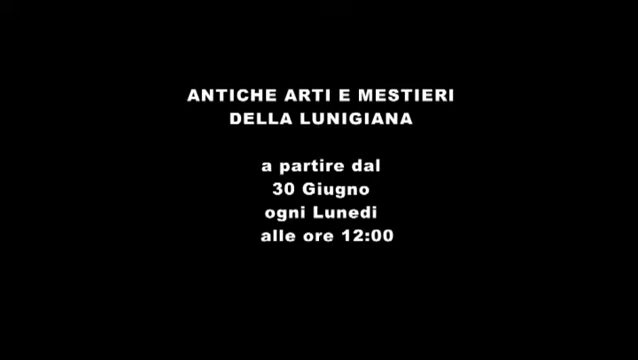 ANTICHE ARTI E MESTIERI
DELLA LUNIGIANA
a partire dal
30 Giugno
ogni Lunedi
alle ore 12:00